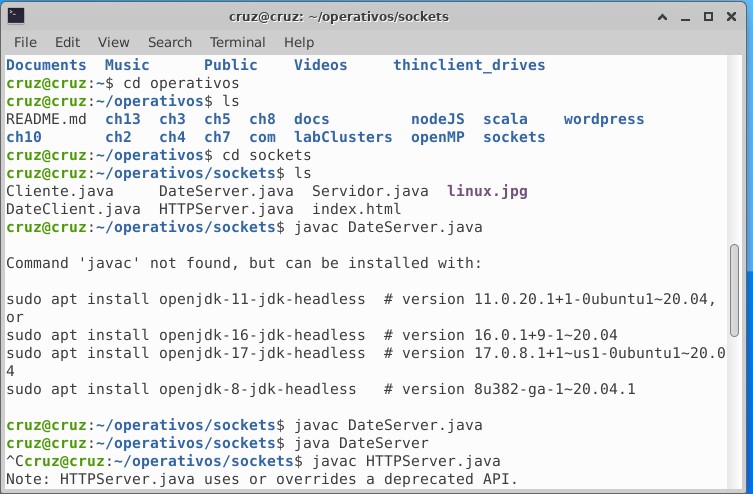 cruz@cruz: ~/operativos/sockets
File Edit View Search Terminal Help
Documents Music Public Videos thinclient_drives
cruz@cruz:~$ cd operativos
cruz@cruz:~/operativos$ ls
README.md ch13 ch3 ch5 ch8 docs nodeJS scala wordpress
ch10 ch2 ch4 ch7 com labClusters openMP sockets
cruz@cruz:~/operativos$ cd sockets
cruz@cruz:~/operativos/sockets$ ls
Cliente.java DateServer.java Servidor.java linux.jpg
DateClient.java HTTPServer.java index.html
cruz@cruz:~/operativos/sockets$ javac DateServer.java
Command 'javac' not found, but can be installed with:
sudo apt install openjdk-11-jdk-headless # version 11.0.20.1+1-0ubuntu1~20.04,
or
sudo apt install openjdk-16-jdk-headless # version 16.0.1+9-1~20.04
sudo apt install openjdk-17-jdk-headless # version 17.0.8.1+1~us1-0ubuntu1~20.0
4
sudo apt install openjdk-8-jdk-headless # version 8u382-ga-1~20.04.1
cruz@cruz:~/operativos/sockets$ javac DateServer.java
cruz@cruz:~/operativos/sockets$ java DateServer
^Ccruz@cruz:~/operativos/sockets$ javac HTTPServer.java
Note: HTTPServer.java uses or overrides a deprecated API.